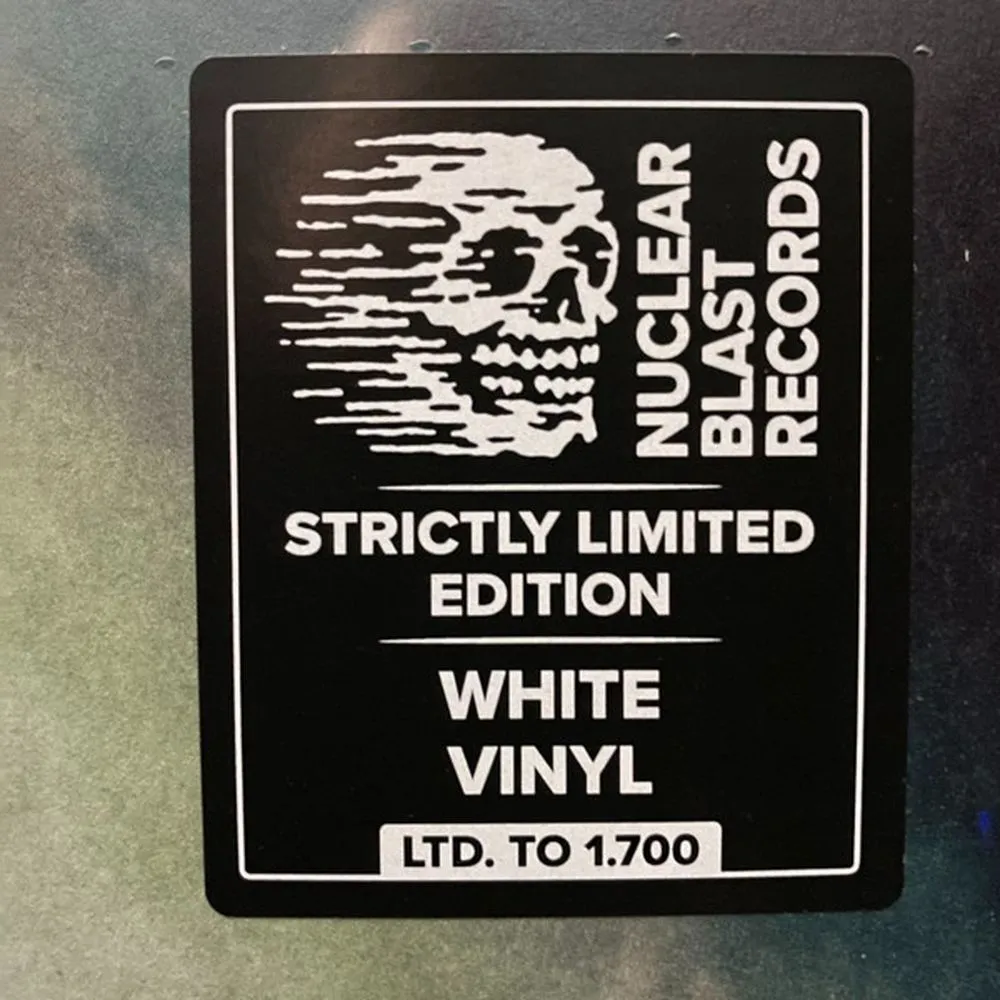 NUCLEAR
BLAST
RECORDS
STRICTLY LIMITED
EDITION
WHITE
VINYL
LTD. TO 1.700